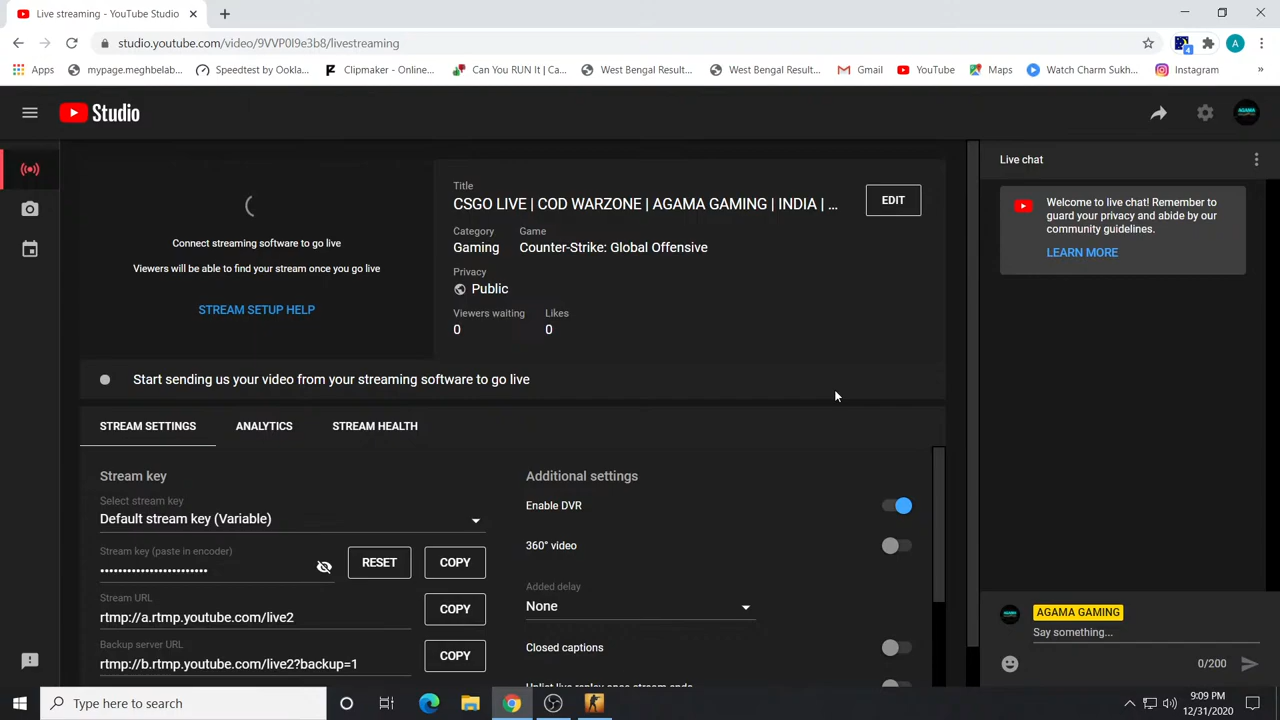 Live streaming - YouTube Studio
studio.youtube.com/video/9VVP0I9e3b8/livestreaming
Apps
mypage.meghbelab...
Speedtest by Ookla...
Clipmaker - Online...
Can You RUN It | Ca...
West Bengal Result...
West Bengal Result...
Gmail
YouTube
Maps
Watch Charm Sukh...
Instagram
»
4
A
Studio
AGAMA
Connect streaming software to go live
Viewers will be able to find your stream once you go live
STREAM SETUP HELP
Title
CSGO LIVE | COD WARZONE | AGAMA GAMING | INDIA | ...
EDIT
Category Game
Gaming Counter-Strike: Global Offensive
Privacy
Public
Viewers waiting Likes
0 0
Start sending us your video from your streaming software to go live
STREAM SETTINGS ANALYTICS STREAM HEALTH
Stream key
Select stream key
Default stream key (Variable)
Stream key (paste in encoder)
••••••••••••••••••••••••
RESET COPY
Stream URL
rtmp://a.rtmp.youtube.com/live2
COPY
Backup server URL
rtmp://b.rtmp.youtube.com/live2?backup=1
COPY
Additional settings
Enable DVR
360° video
Added delay
None
Closed captions
Unlist live replay once stream ends
Live chat
Welcome to live chat! Remember to
guard your privacy and abide by our
community guidelines.
LEARN MORE
AGAMA GAMING
Say something...
0/200
Type here to search
9:09 PM
12/31/2020